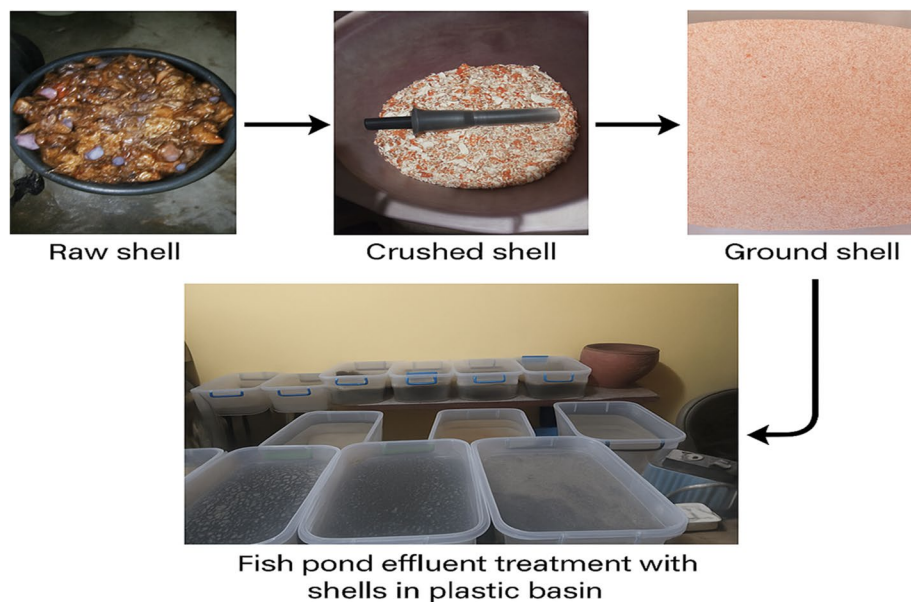 Raw shell
Crushed shell
Ground shell
Fish pond effluent treatment with
shells in plastic basin